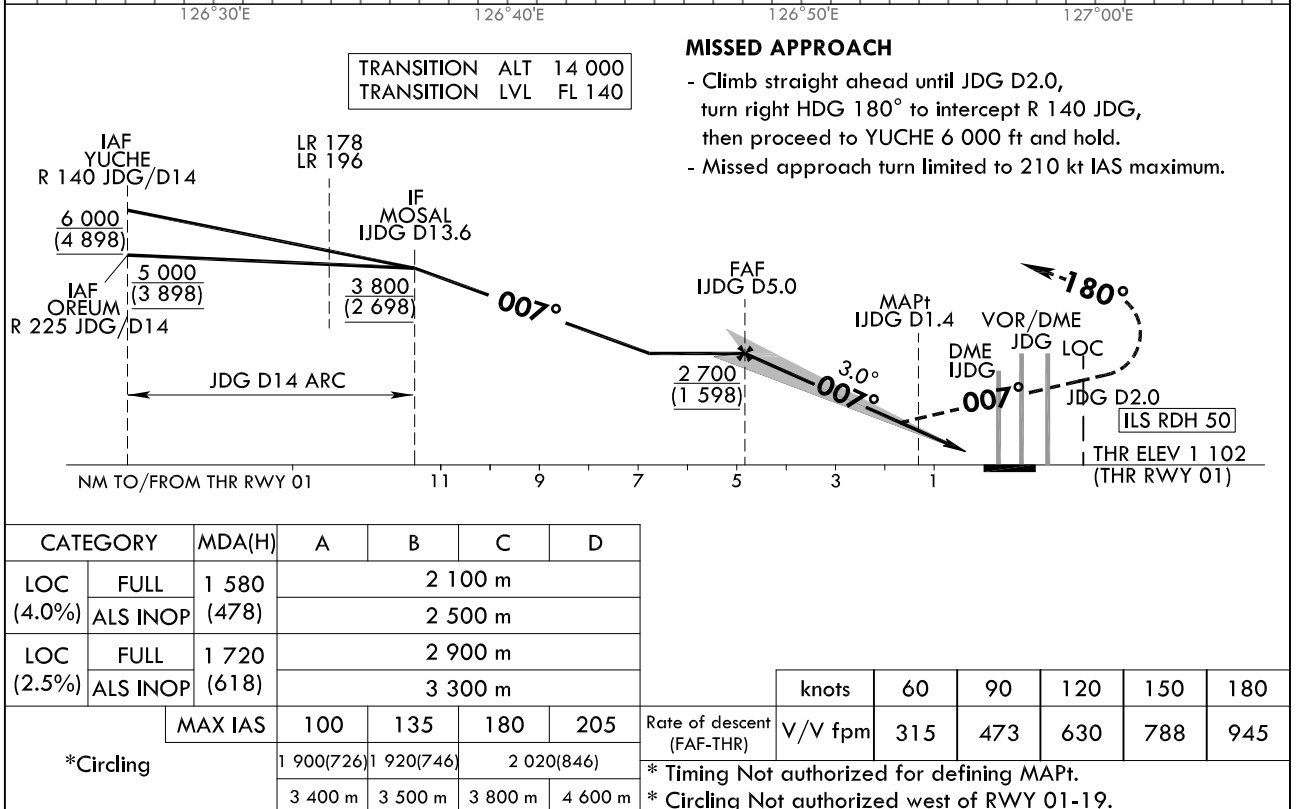 126°30'E 126°40'E 126°50'E 127°00'E
TRANSITION ALT 14 000
TRANSITION LVL FL 140
MISSED APPROACH
- Climb straight ahead until JDG D2.0,
turn right HDG 180° to intercept R 140 JDG,
then proceed to YUCHE 6 000 ft and hold.
- Missed approach turn limited to 210 kt IAS maximum.
IAF
YUCHE
R 140 JDG/D14
6 000
(4 898)
5 000
(3 898)
IAF
OREUM
R 225 JDG/D14
LR 178
LR 196
IF
MOSAL
IJDG D13.6
3 800
(2 698)
007°
JDG D14 ARC
FAF
IJDG D5.0
2 700
(1 598)
3.0°
007°
MAPt
IJDG D1.4
DME
IJDG
VOR/DME
JDG
LOC
180°
007°
JDG D2.0
ILS RDH 50
THR ELEV 1 102
(THR RWY 01)
NM TO/FROM THR RWY 01 11 9 7 5 3 1
CATEGORY MDA(H) A B C D
LOC (4.0%) FULL 1 580 (478) 2 100 m
ALS INOP 2 500 m
LOC (2.5%) FULL 1 720 (618) 2 900 m
ALS INOP 3 300 m
MAX IAS 100 135 180 205
*Circling 1 900(726) 1 920(746) 2 020(846)
3 400 m 3 500 m 3 800 m 4 600 m
knots 60 90 120 150 180
Rate of descent (FAF-THR) V/V fpm 315 473 630 788 945
* Timing Not authorized for defining MAPt.
* Circling Not authorized west of RWY 01-19.